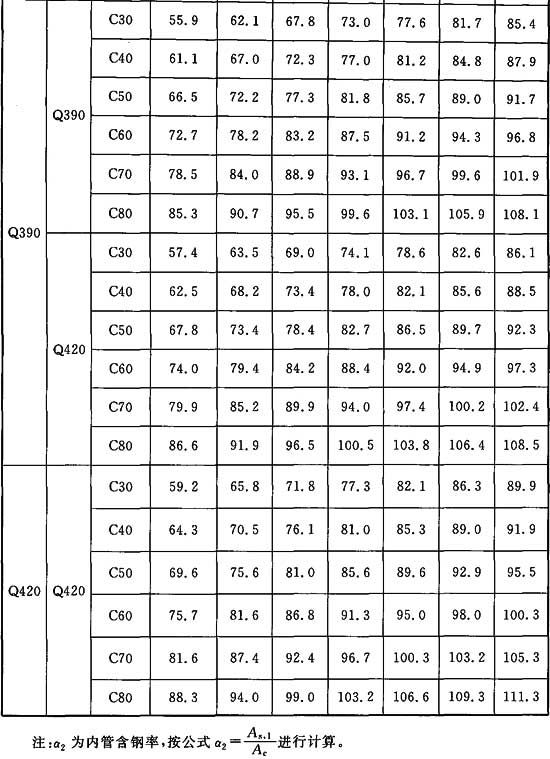 C30 55.9 62.1 67.8 73.0 77.6 81.7 85.4
C40 61.1 67.0 72.3 77.0 81.2 84.8 87.9
C50 66.5 72.2 77.3 81.8 85.7 89.0 91.7
Q390
C60 72.7 78.2 83.2 87.5 91.2 94.3 96.8
C70 78.5 84.0 88.9 93.1 96.7 99.6 101.9
C80 85.3 90.7 95.5 99.6 103.1 105.9 108.1
Q390
C30 57.4 63.5 69.0 74.1 78.6 82.6 86.1
C40 62.5 68.2 73.4 78.0 82.1 85.6 88.5
C50 67.8 73.4 78.4 82.7 86.5 89.7 92.3
Q420
C60 74.0 79.4 84.2 88.4 92.0 94.9 97.3
C70 79.9 85.2 89.9 94.0 97.4 100.2 102.4
C80 86.6 91.9 96.5 100.5 103.8 106.4 108.5
C30 59.2 65.8 71.8 77.3 82.1 86.3 89.9
C40 64.3 70.5 76.1 81.0 85.3 89.0 91.9
C50 69.6 75.6 81.0 85.6 89.6 92.9 95.5
Q420 Q420
C60 75.7 81.6 86.8 91.3 95.0 98.0 100.3
C70 81.6 87.4 92.4 96.7 100.3 103.2 105.3
C80 88.3 94.0 99.0 103.2 106.6 109.3 111.3
注:α₂ 为内管含钢率,按公式 α₂=A_{s,1}/A_c 进行计算。